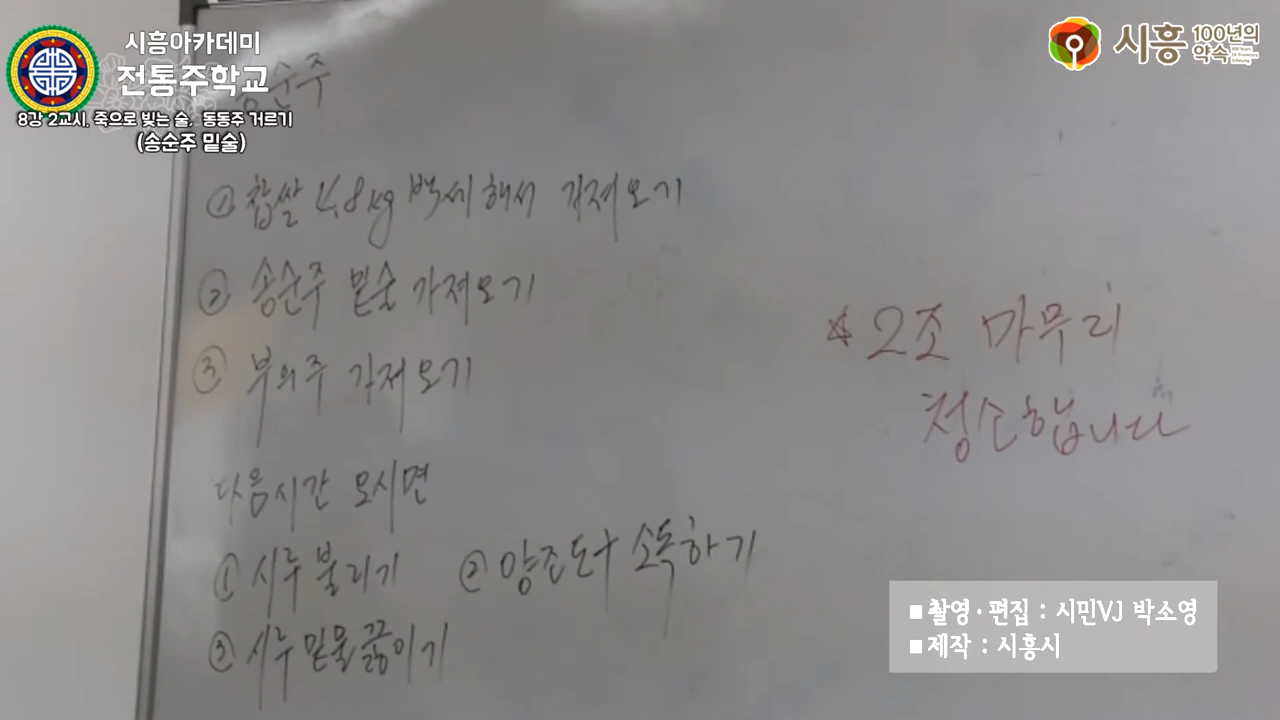 시흥아카데미
전통주학교
8강 2교시. 죽으로 빚는 술, 동동주 거르기
(송순주 밑술)
시흥 100년의 약속
송순주
① 찹쌀 4.8kg 백세해서 가져오기
② 송순주 밑술 가져오기
③ 부의주 가져오기
☆ 2조 마무리
청소합니다
다음시간 오시면
① 시루 불리기 ② 양조도구 소독하기
③ 시루밑물 끓이기
■ 촬영·편집 : 시민VJ 박소영
■ 제작 : 시흥시